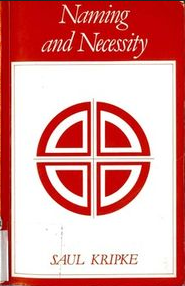 Naming
and Necessity
SAUL KRIPKE